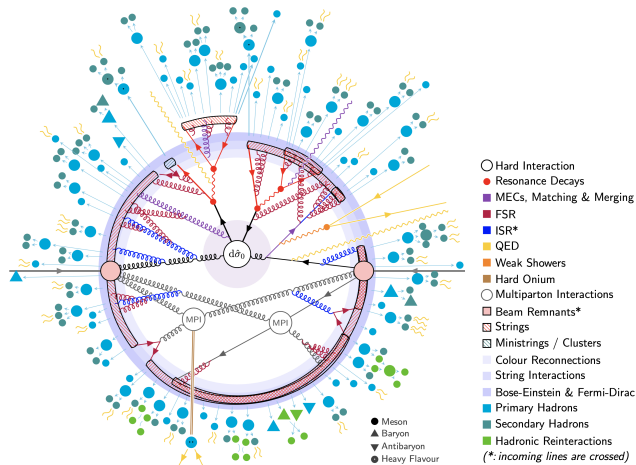 dσ̂0
MPI
MPI
Hard Interaction
Resonance Decays
MECs, Matching & Merging
FSR
ISR*
QED
Weak Showers
Hard Onium
Multiparton Interactions
Beam Remnants*
Strings
Ministrings / Clusters
Colour Reconnections
String Interactions
Bose-Einstein & Fermi-Dirac
Primary Hadrons
Secondary Hadrons
Hadronic Reinteractions
(*: incoming lines are crossed)
Meson
Baryon
Antibaryon
Heavy Flavour